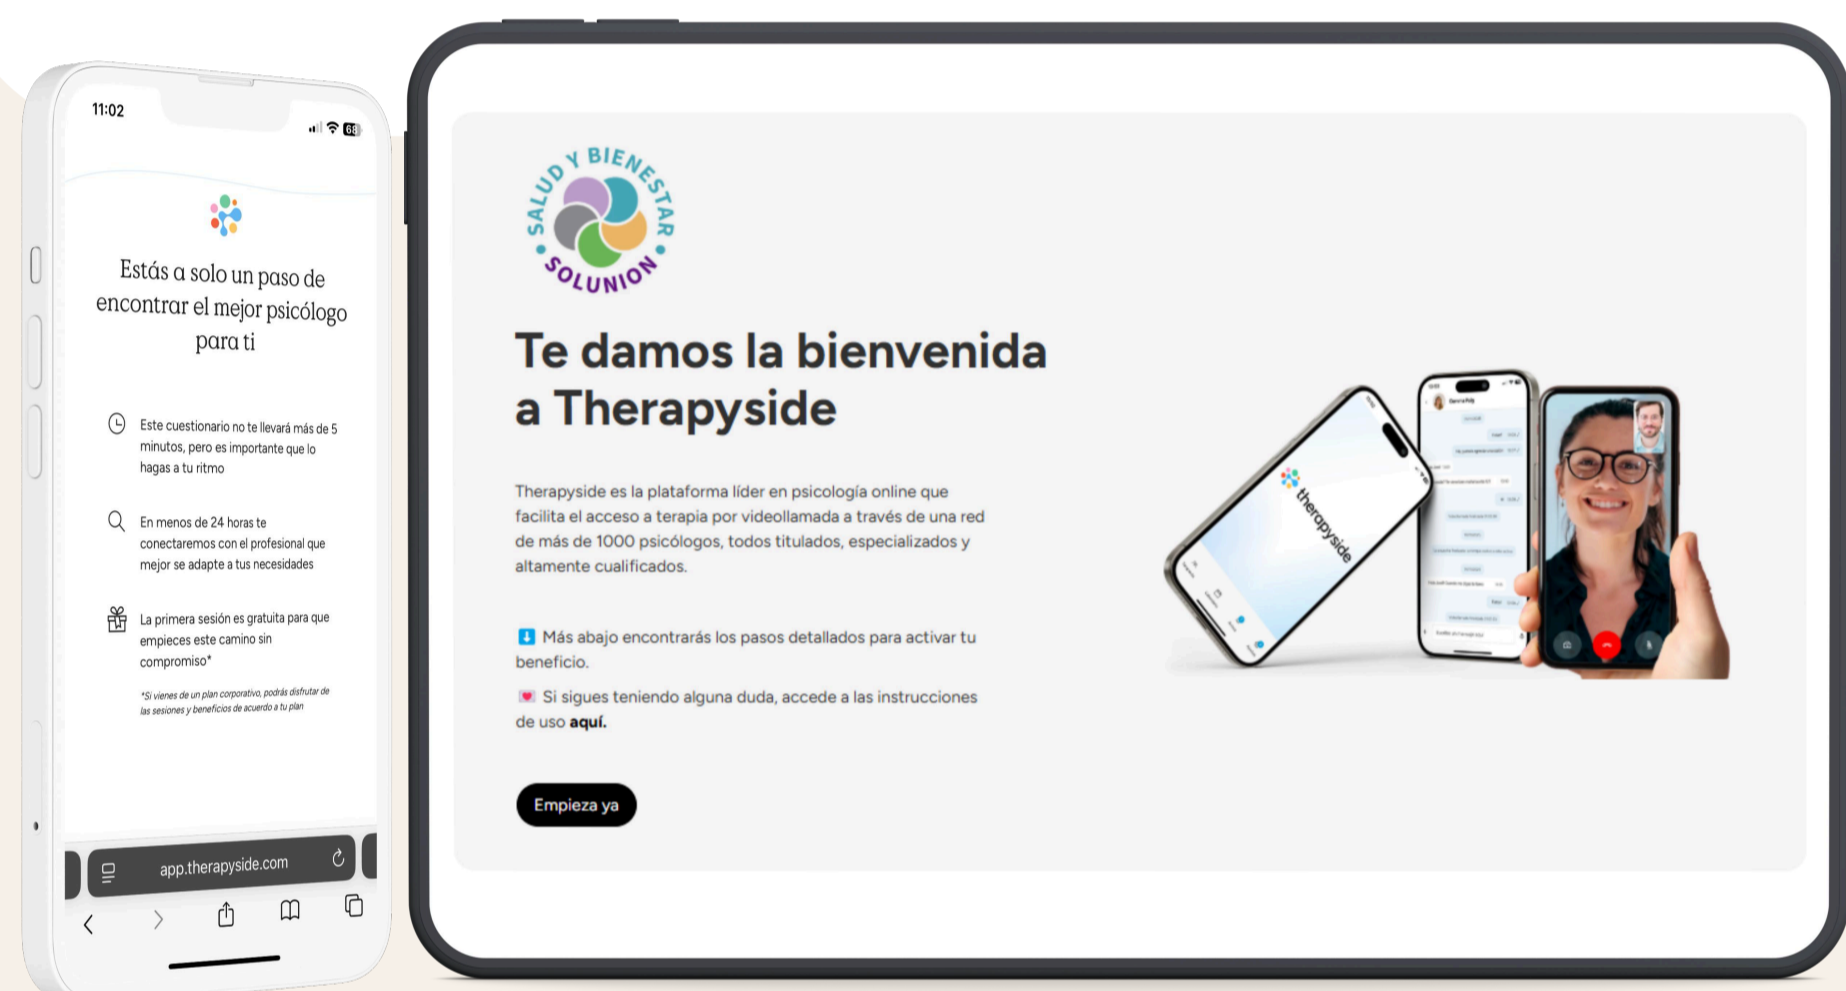 11:02
68
Estás a solo un paso de
encontrar el mejor psicólogo
para ti
Este cuestionario no te llevará más de 5
minutos, pero es importante que lo
hagas a tu ritmo
En menos de 24 horas te
conectaremos con el profesional que
mejor se adapte a tus necesidades
La primera sesión es gratuita para que
empieces este camino sin
compromiso*
*Si vienes de un plan corporativo, podrás disfrutar de
las sesiones y beneficios de acuerdo a tu plan
app.therapyside.com
SALUD Y BIENESTAR
SOLUNION
Te damos la bienvenida
a Therapyside
Therapyside es la plataforma líder en psicología online que
facilita el acceso a terapia por videollamada a través de una red
de más de 1000 psicólogos, todos titulados, especializados y
altamente cualificados.
Más abajo encontrarás los pasos detallados para activar tu
beneficio.
Si sigues teniendo alguna duda, accede a las instrucciones
de uso aquí.
Empieza ya
therapyside